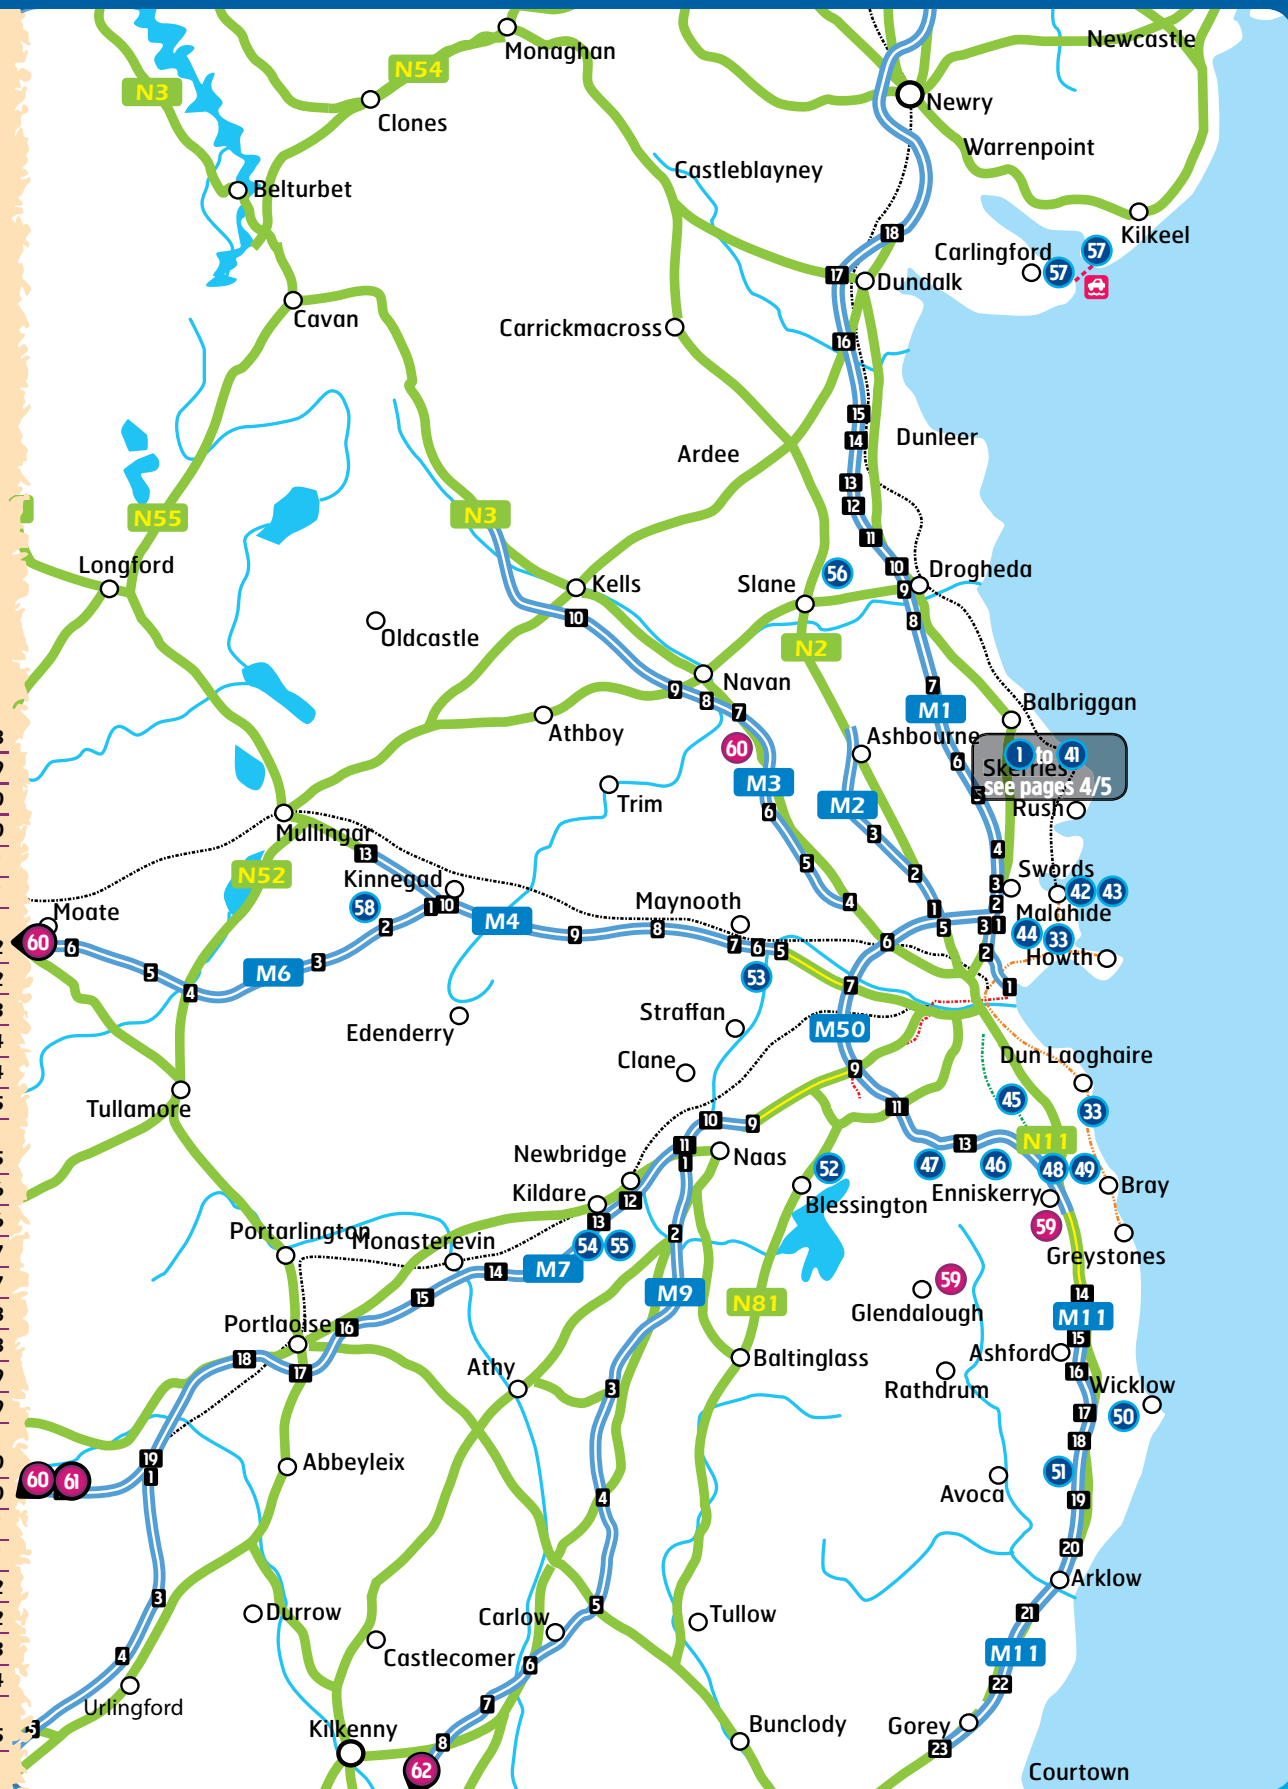 Newcastle
Monaghan
N54
N3
Clones
Newry
Warrenpoint
Castleblayney
Belturbet
Kilkeel
18
Carlingford
57
57
17
Dundalk
Cavan
Carrickmacross
16
15
14
Dunleer
Ardee
13
12
N55
N3
11
Longford
10
Drogheda
56
Slane
Kells
9
10
8
Oldcastle
N2
Navan
7
9
8
7
M1
Balbriggan
Athboy
60
Ashbourne
1 to 41
Skerries
see pages 4/5
6
5
M3
M2
Rush
Trim
6
3
Mullingar
13
4
5
2
Swords
N52
Kinnegad
3
42
43
58
1
10
M4
Maynooth
4
1
2
Malahide
Moate
2
5
3
1
44
33
60
6
9
8
7
6
5
6
2
Howth
5
M6
3
53
4
7
1
Straffan
M50
Edenderry
Clane
Dun Laoghaire
9
Tullamore
45
33
11
10
9
N11
Newbridge
11
1
Naas
13
52
47
46
48
49
Kildare
12
Blessington
Enniskerry
Bray
13
59
Portarlington
Monasterevin
54
55
2
Greystones
14
M7
59
15
M9
N81
14
Glendalough
M11
Portlaoise
16
15
18
17
Athy
Baltinglass
Ashford
16
3
Rathdrum
Wicklow
17
50
18
19
Abbeyleix
60
61
1
51
Avoca
4
19
20
Arklow
3
5
21
Durrow
Carlow
Tullow
4
Castlecomer
6
M11
22
Urlingford
7
5
Kilkenny
Bunclody
Gorey
8
23
62
Courtown